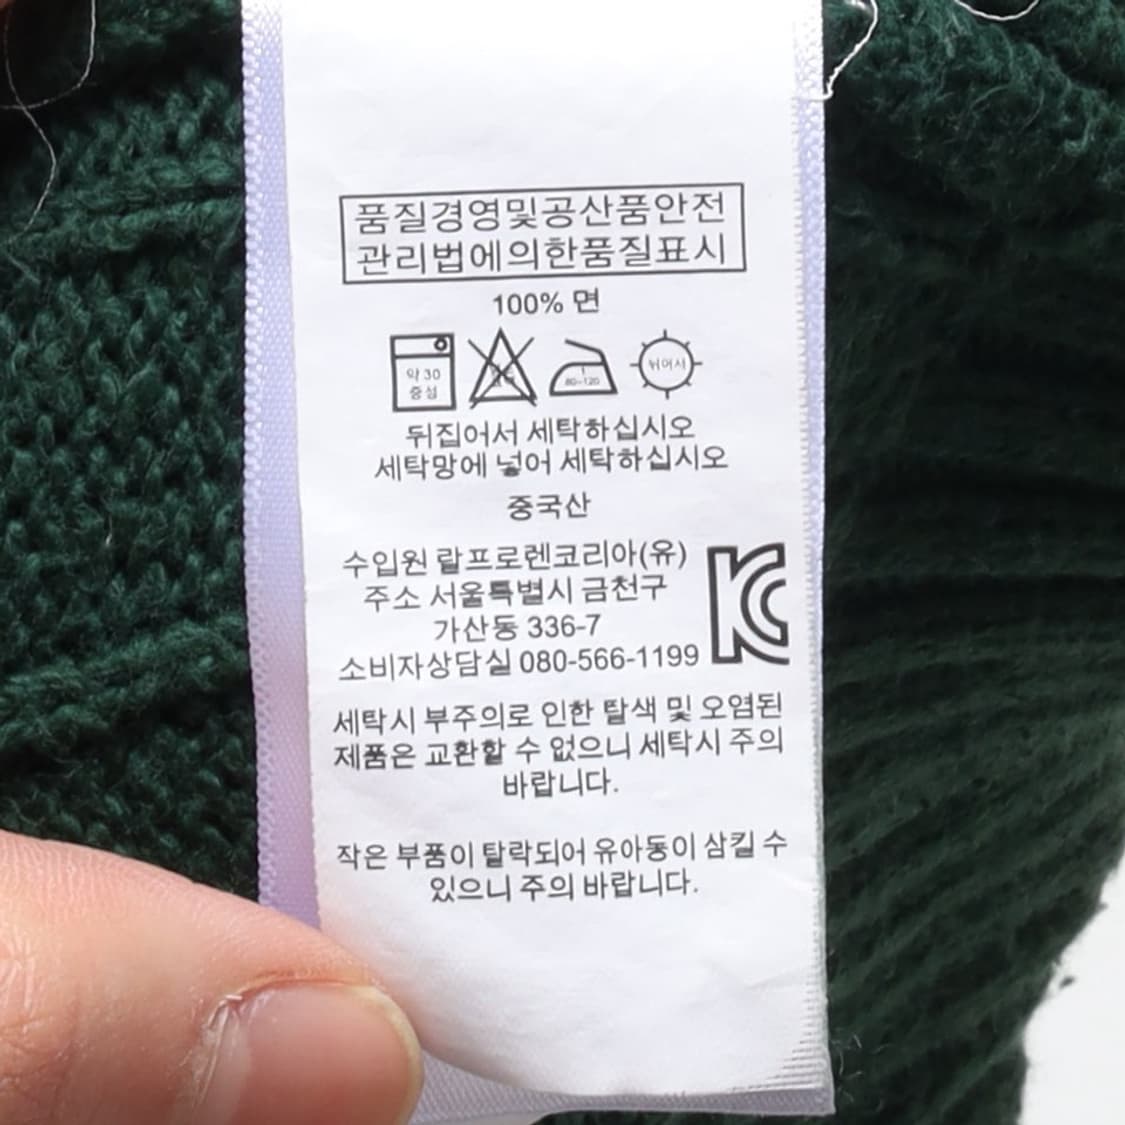 품질경영및공산품안전
관리법에의한품질표시
100% 면
약 30
중성
80~120
뉘어서
뒤집어서 세탁하십시오
세탁망에 넣어 세탁하십시오
중국산
수입원 랄프로렌코리아(유)
주소 서울특별시 금천구
가산동 336-7
소비자상담실 080-566-1199
세탁시 부주의로 인한 탈색 및 오염된
제품은 교환할 수 없으니 세탁시 주의
바랍니다.
작은 부품이 탈락되어 유아동이 삼킬 수
있으니 주의 바랍니다.